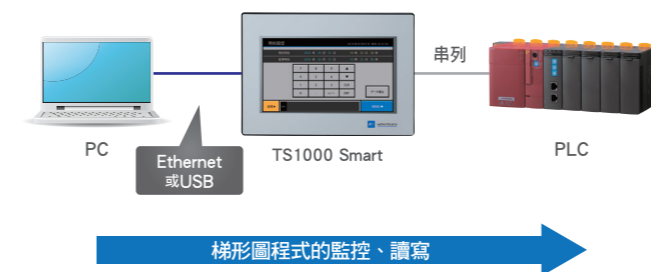 串列
PC
Ethernet
或USB
TS1000 Smart
PLC
梯形圖程式的監控、讀寫